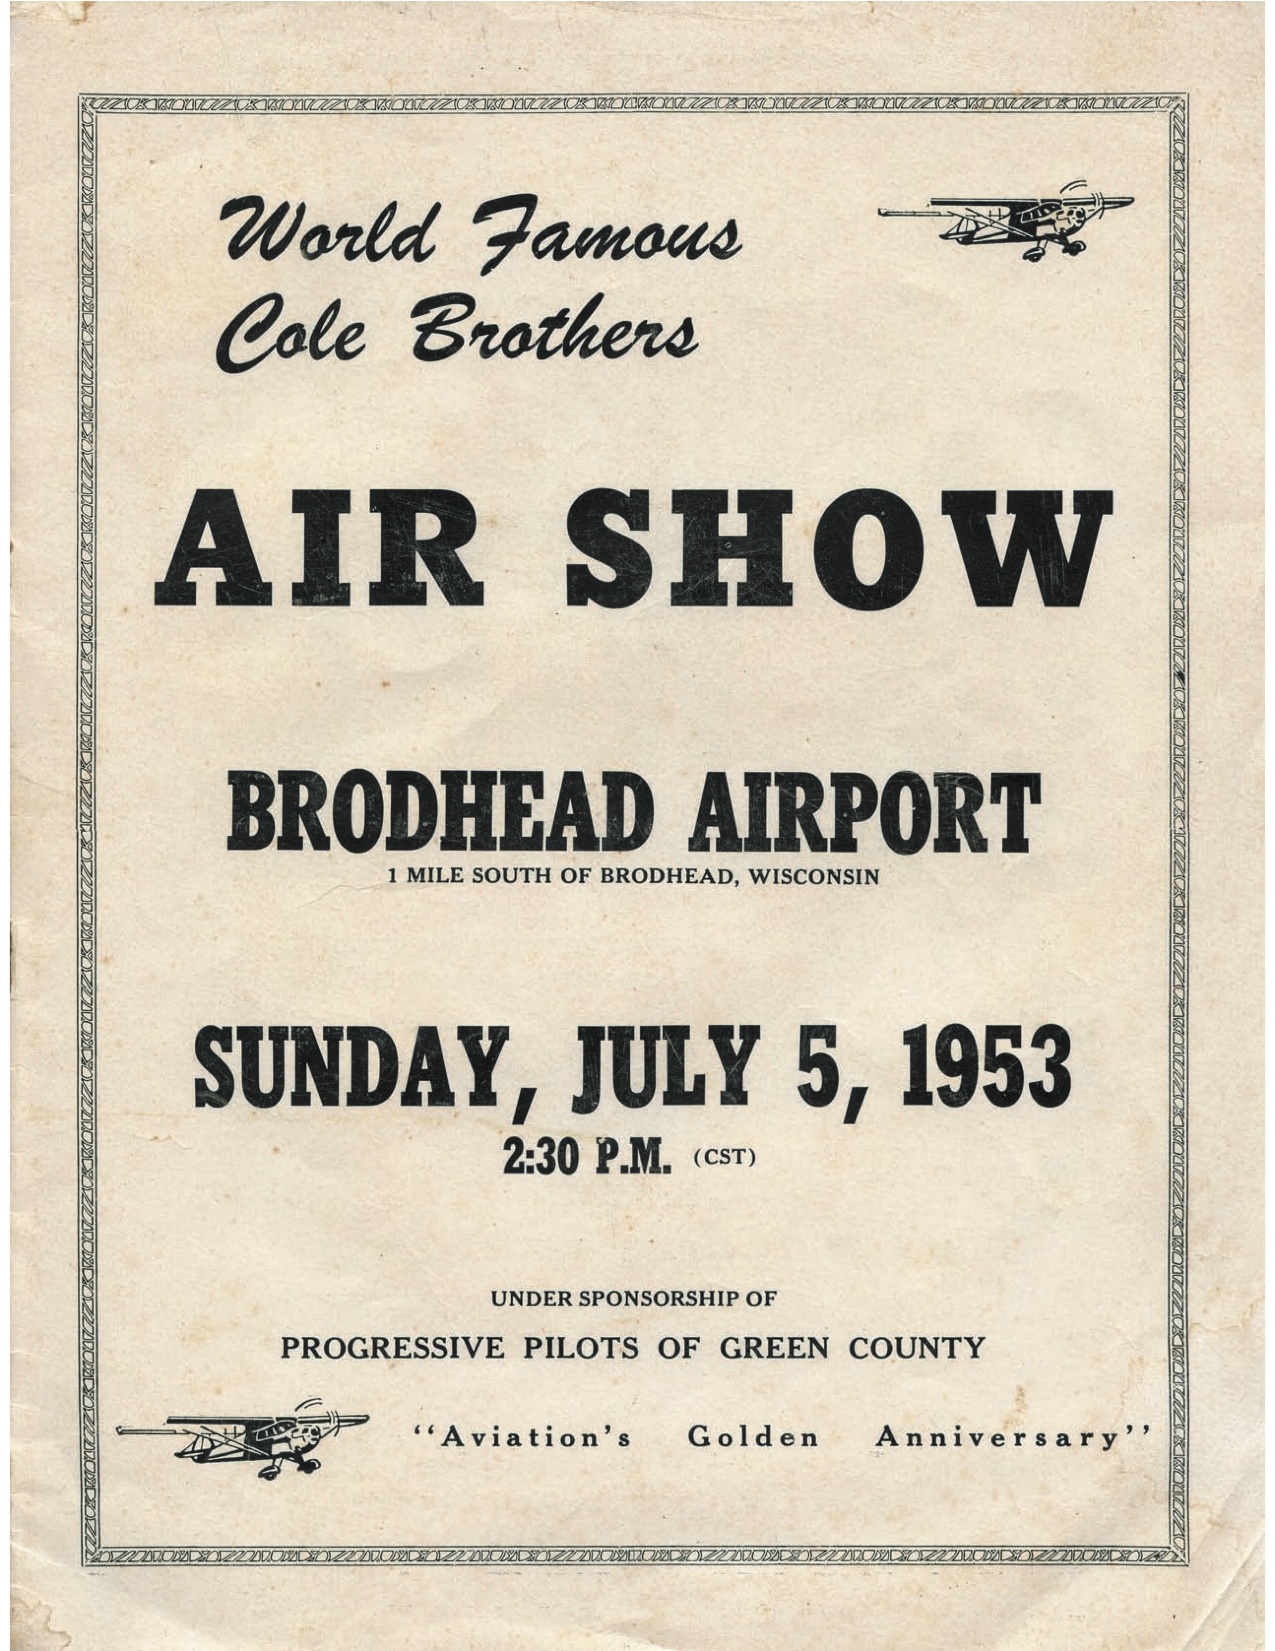 World Famous
Cole Brothers
AIR SHOW
BRODHEAD AIRPORT
1 MILE SOUTH OF BRODHEAD, WISCONSIN
SUNDAY, JULY 5, 1953
2:30 P.M. (CST)
UNDER SPONSORSHIP OF
PROGRESSIVE PILOTS OF GREEN COUNTY
"Aviation's Golden Anniversary"